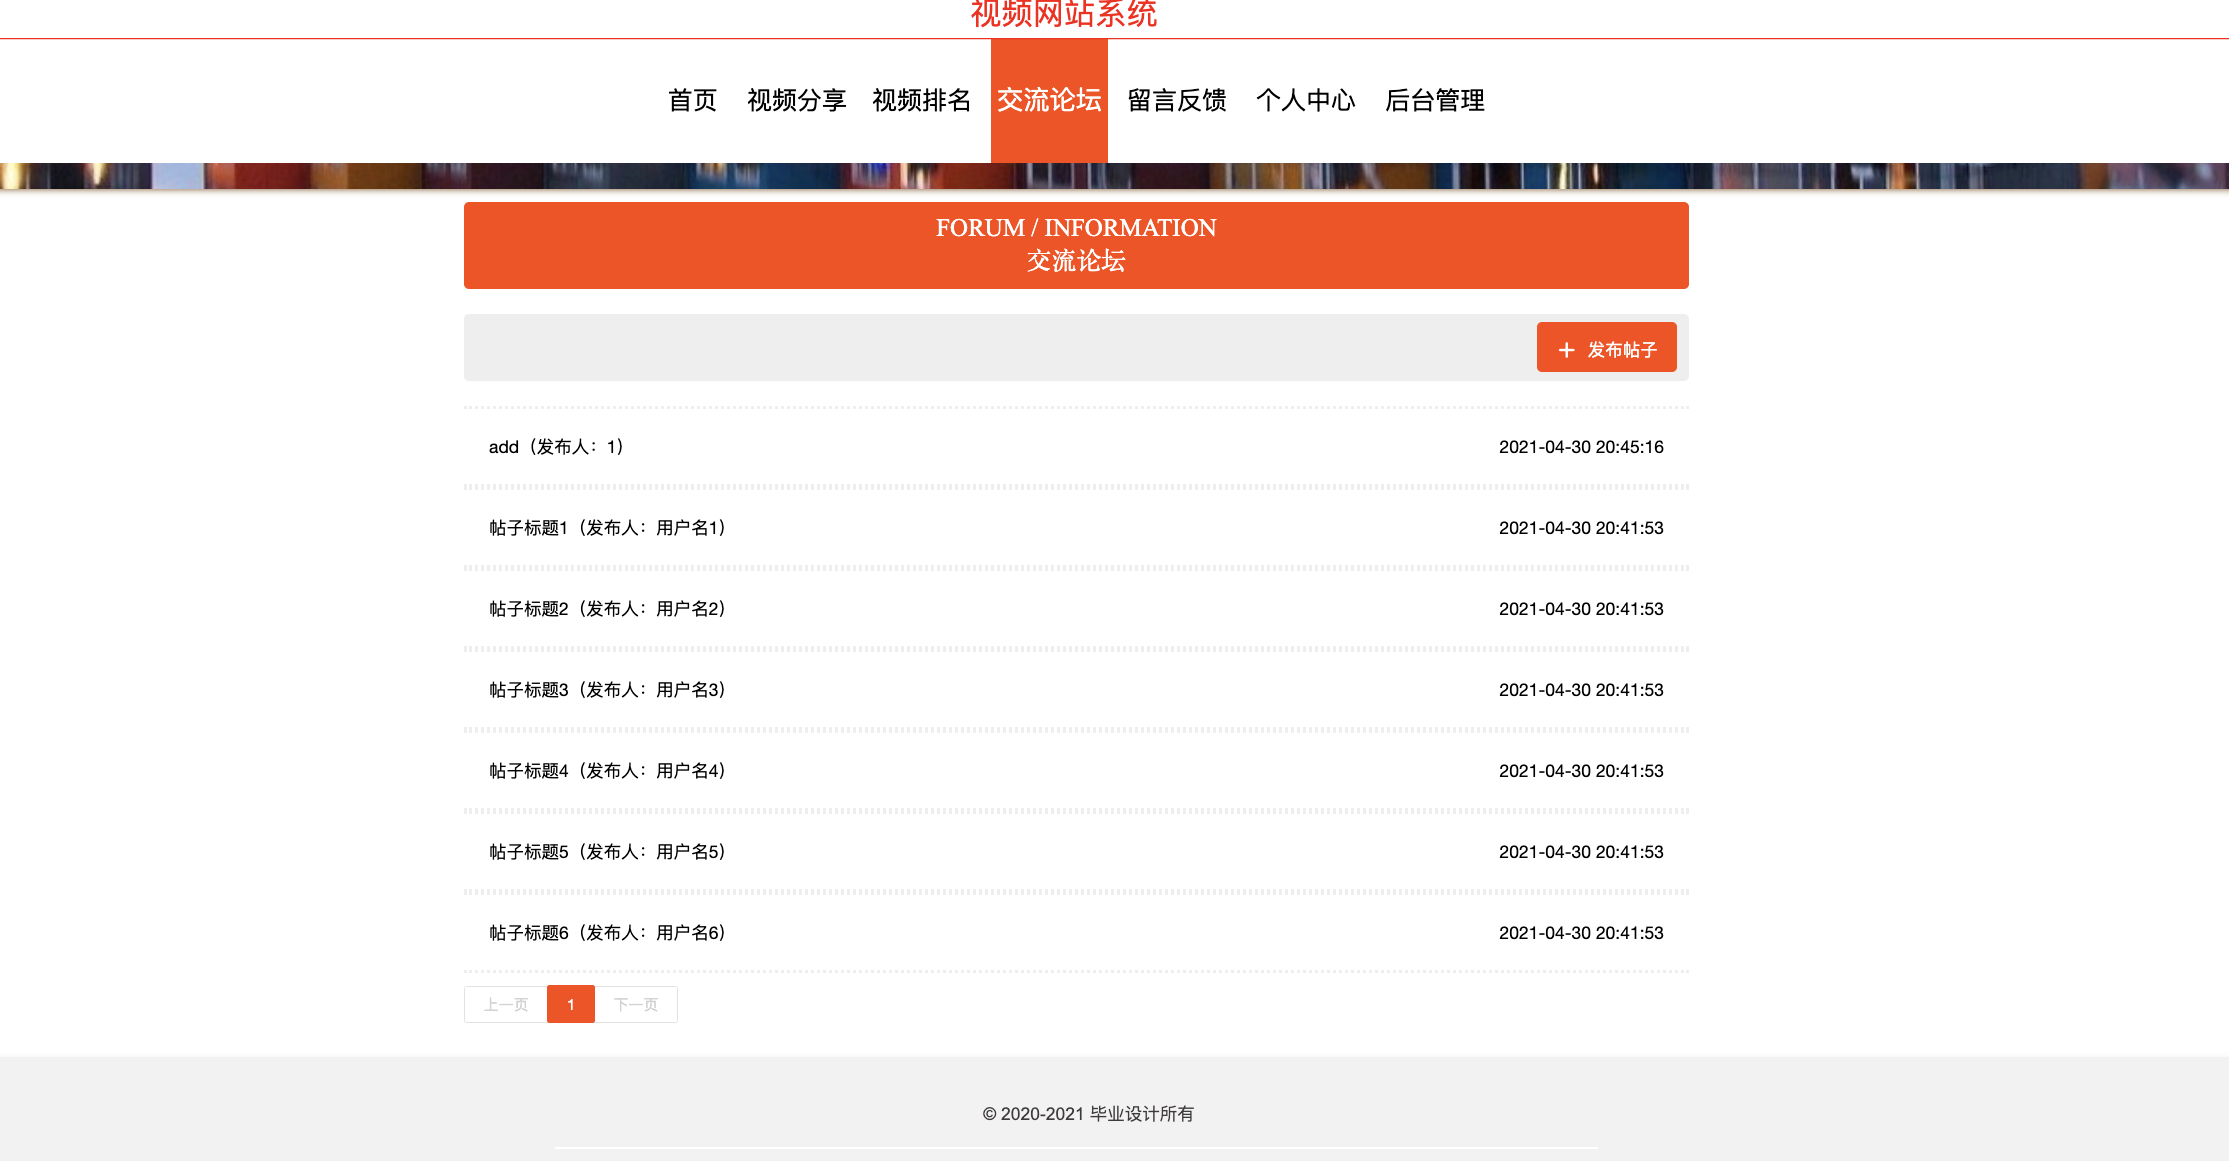 视频网站系统
首页 视频分享 视频排名 交流论坛 留言反馈 个人中心 后台管理
FORUM / INFORMATION
交流论坛
+ 发布帖子
add（发布人：1） 2021-04-30 20:45:16
帖子标题1（发布人：用户名1） 2021-04-30 20:41:53
帖子标题2（发布人：用户名2） 2021-04-30 20:41:53
帖子标题3（发布人：用户名3） 2021-04-30 20:41:53
帖子标题4（发布人：用户名4） 2021-04-30 20:41:53
帖子标题5（发布人：用户名5） 2021-04-30 20:41:53
帖子标题6（发布人：用户名6） 2021-04-30 20:41:53
上一页 1 下一页
© 2020-2021 毕业设计所有